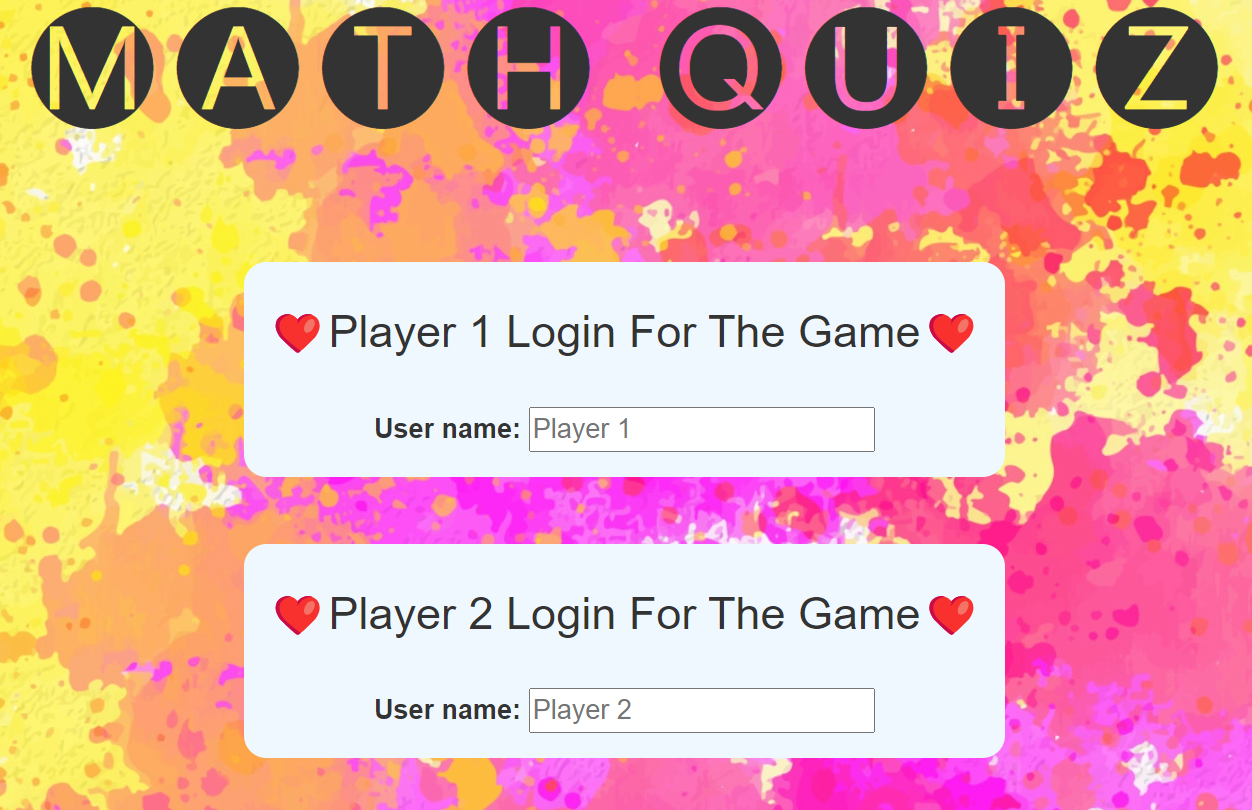 MATH QUIZ
❤️Player 1 Login For The Game❤️
User name: Player 1
❤️Player 2 Login For The Game❤️
User name: Player 2